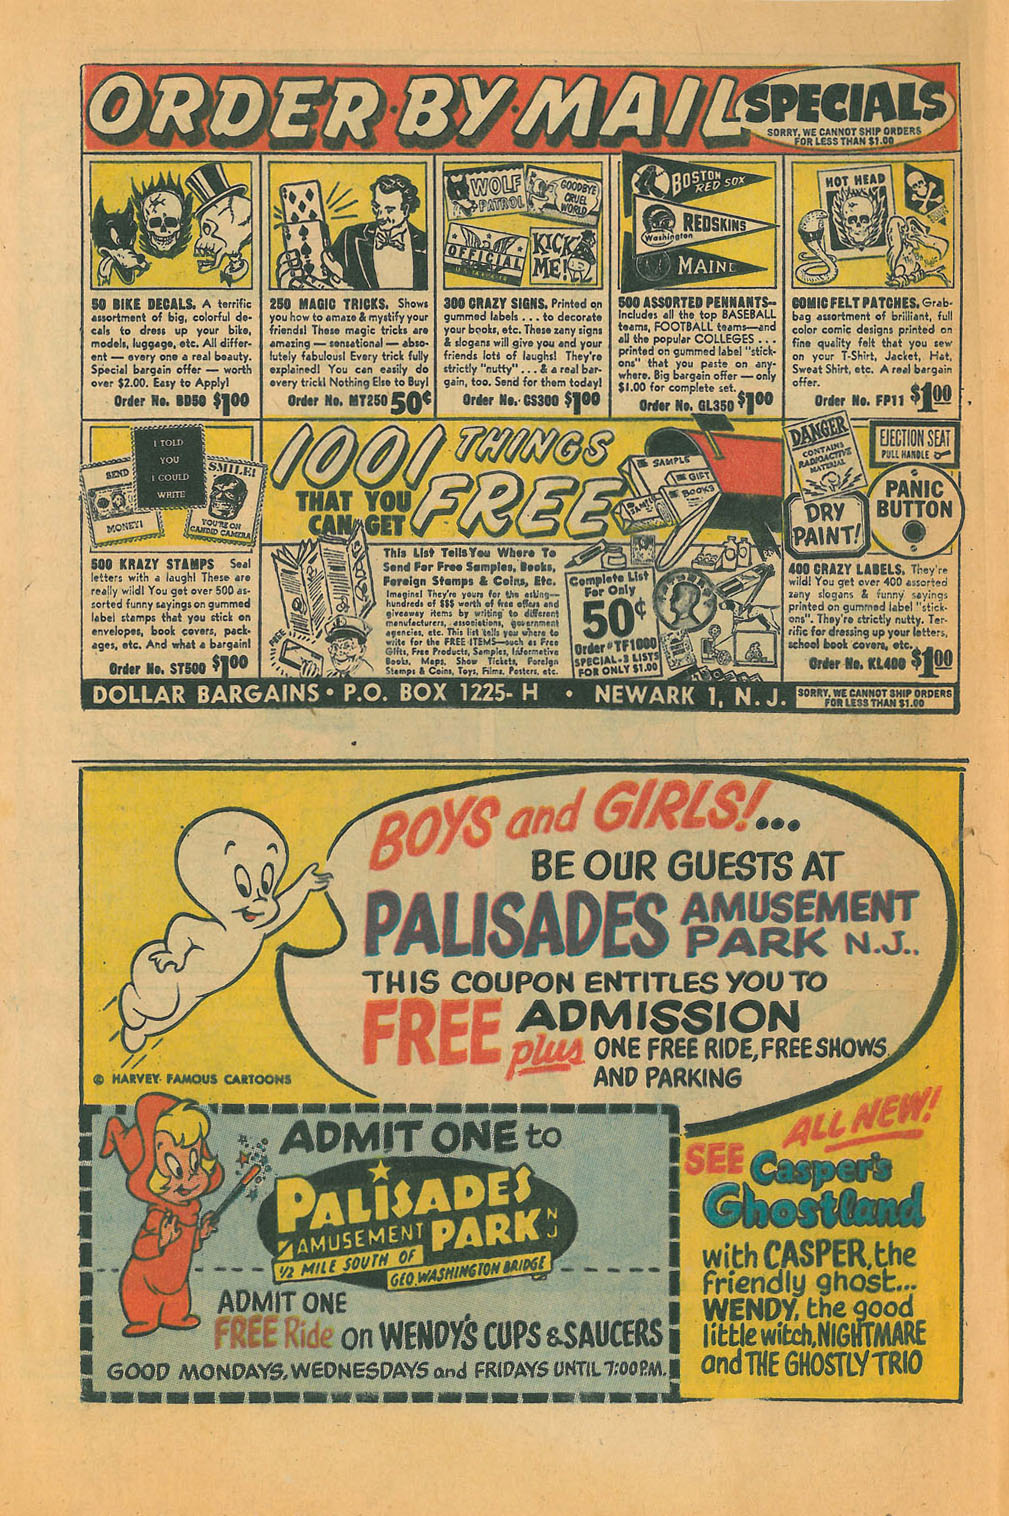 ORDER·BY·MAIL SPECIALS
SORRY, WE CANNOT SHIP ORDERS
FOR LESS THAN $1.00
50 BIKE DECALS. A terrific
assortment of big, colorful de-
cals to dress up your bike,
models, luggage, etc. All differ-
ent — every one a real beauty.
Special bargain offer — worth
over $2.00. Easy to Apply!
Order No. BD50 $1.00
250 MAGIC TRICKS. Shows
you how to amaze & mystify your
friends! These magic tricks are
amazing — sensational — abso-
lutely fabulous! Every trick fully
explained! You can easily do
every trick! Nothing Else to Buy!
Order No. MT250 50¢
WOLF
PATROL
GOODBYE
CRUEL
WORLD
OFFICIAL
KICK
ME!
300 CRAZY SIGNS. Printed on
gummed labels . . . to decorate
your books, etc. These zany signs
& slogans will give you and your
friends lots of laughs! They're
strictly "nutty" . . . & a real bar-
gain, too. Send for them today!
Order No. CS300 $1.00
BOSTON
RED SOX
REDSKINS
Washington
MAINE
500 ASSORTED PENNANTS—
Includes all the top BASEBALL
teams, FOOTBALL teams—and
all the popular COLLEGES . . .
printed on gummed label "stick-
ons" that you paste on any-
where. Big bargain offer — only
$1.00 for complete set.
Order No. GL350 $1.00
HOT HEAD
COMIC FELT PATCHES. Grab-
bag assortment of brilliant, full
color comic designs printed on
fine quality felt that you sew
on your T-Shirt, Jacket, Hat,
Sweat Shirt, etc. A real bargain
offer.
Order No. FP11 $1.00
I TOLD
YOU
I COULD
WRITE
SEND
MONEY!
SMILE!
YOU'RE ON
CANDID CAMERA
500 KRAZY STAMPS Seal
letters with a laugh! These are
really wild! You get over 500 as-
sorted funny sayings on gummed
label stamps that you stick on
envelopes, book covers, pack-
ages, etc. And what a bargain!
Order No. ST500 $1.00
1001 THINGS
THAT YOU
CAN GET
FREE
SAMPLE
GIFT
BOOKS
This List Tells You Where To
Send For Free Samples, Books,
Foreign Stamps & Coins, Etc.
Imagine! They're yours for the asking—
hundreds of $$$ worth of free offers and
giveaway items by writing to different
manufacturers, associations, government
agencies, etc. This list tells you where to
write for the FREE ITEMS—such as Free
Gifts, Free Products, Samples, Informative
Books, Maps, Show Tickets, Foreign
Stamps & Coins, Toys, Films, Posters, etc.
FREE
Complete List
For Only
50¢
Order # TF1000
SPECIAL-3 LISTS
FOR ONLY $1.00
DANGER
CONTAINS
RADIOACTIVE
MATERIAL
EJECTION SEAT
PULL HANDLE
DRY
PAINT!
PANIC
BUTTON
400 CRAZY LABELS. They're
wild! You get over 400 assorted
zany slogans & funny sayings
printed on gummed label "stick-
ons". They're strictly nutty. Ter-
rific for dressing up your letters,
school book covers, etc.
Order No. KL400 $1.00
DOLLAR BARGAINS • P.O. BOX 1225-H • NEWARK 1, N.J.
SORRY, WE CANNOT SHIP ORDERS
FOR LESS THAN $1.00
BOYS and GIRLS!...
BE OUR GUESTS AT
PALISADES AMUSEMENT
PARK N.J..
THIS COUPON ENTITLES YOU TO
FREE ADMISSION
plus ONE FREE RIDE, FREE SHOWS
AND PARKING
© HARVEY FAMOUS CARTOONS
ADMIT ONE to
PALISADES
AMUSEMENT PARK NJ
1/2 MILE SOUTH OF
GEO. WASHINGTON BRIDGE
ADMIT ONE
FREE Ride on WENDY'S CUPS & SAUCERS
GOOD MONDAYS, WEDNESDAYS and FRIDAYS UNTIL 7:00 P.M.
ALL NEW!
SEE Casper's
Ghostland
with CASPER, the
friendly ghost...
WENDY, the good
little witch, NIGHTMARE
and THE GHOSTLY TRIO